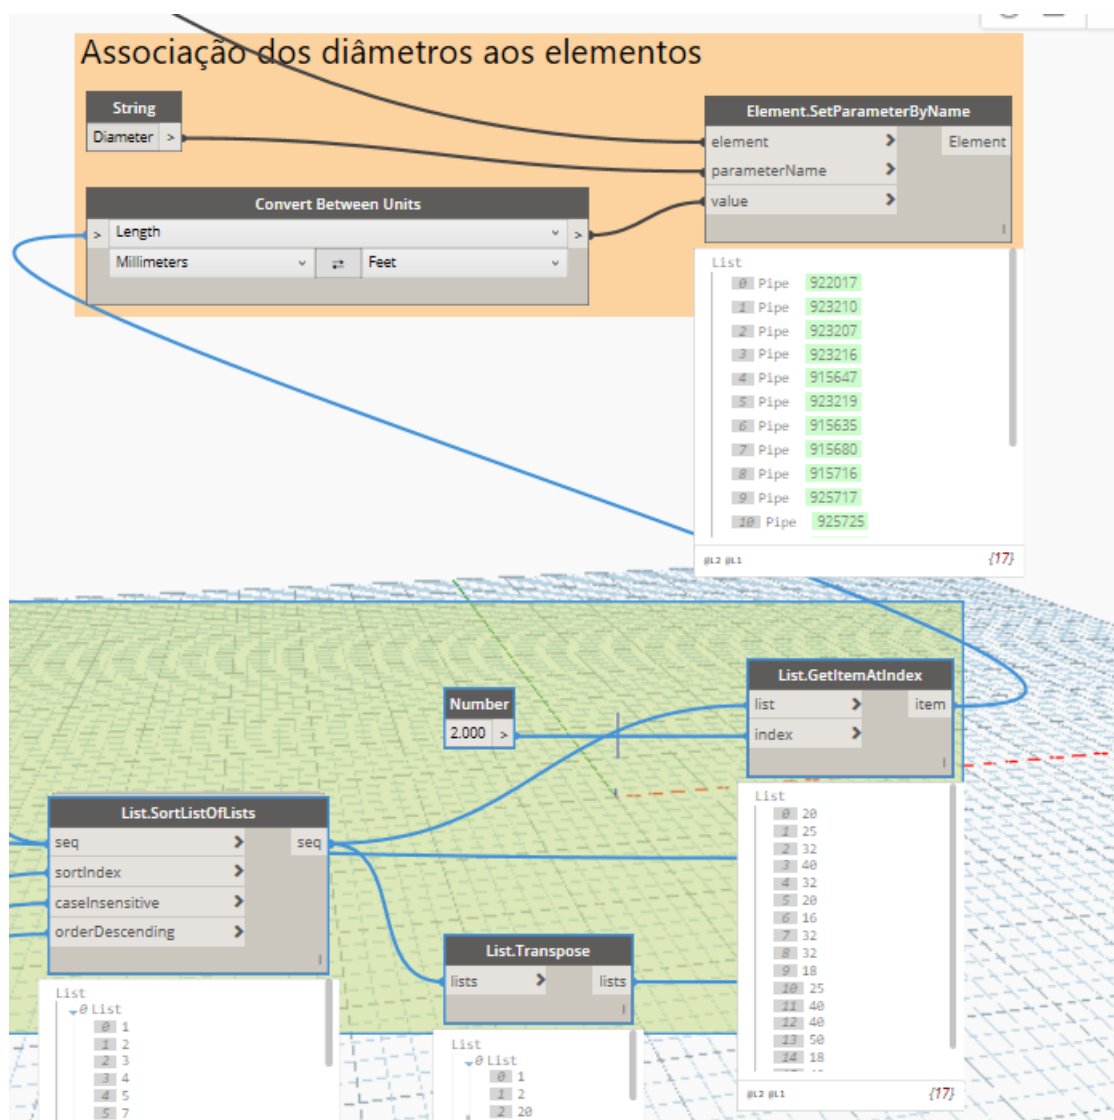 Associação dos diâmetros aos elementos
String
Diameter >
Element.SetParameterByName
element > Element
parameterName >
value >
Convert Between Units
> Length >
Millimeters ⇄ Feet
List
0 Pipe 922017
1 Pipe 923210
2 Pipe 923207
3 Pipe 923216
4 Pipe 915647
5 Pipe 923219
6 Pipe 915635
7 Pipe 915680
8 Pipe 915716
9 Pipe 925717
10 Pipe 925725
@L2 @L1 {17}
List.GetItemAtIndex
list > item
index >
Number
2.000 >
List
0 20
1 25
2 32
3 40
4 32
5 20
6 16
7 32
8 32
9 18
10 25
11 40
12 40
13 50
14 18
@L2 @L1 {17}
List.SortListOfLists
seq > seq
sortIndex >
caseInsensitive >
orderDescending >
List
0 List
0 1
1 2
2 3
3 4
4 5
5 7
List.Transpose
lists > lists
List
0 List
0 1
1 2
2 20